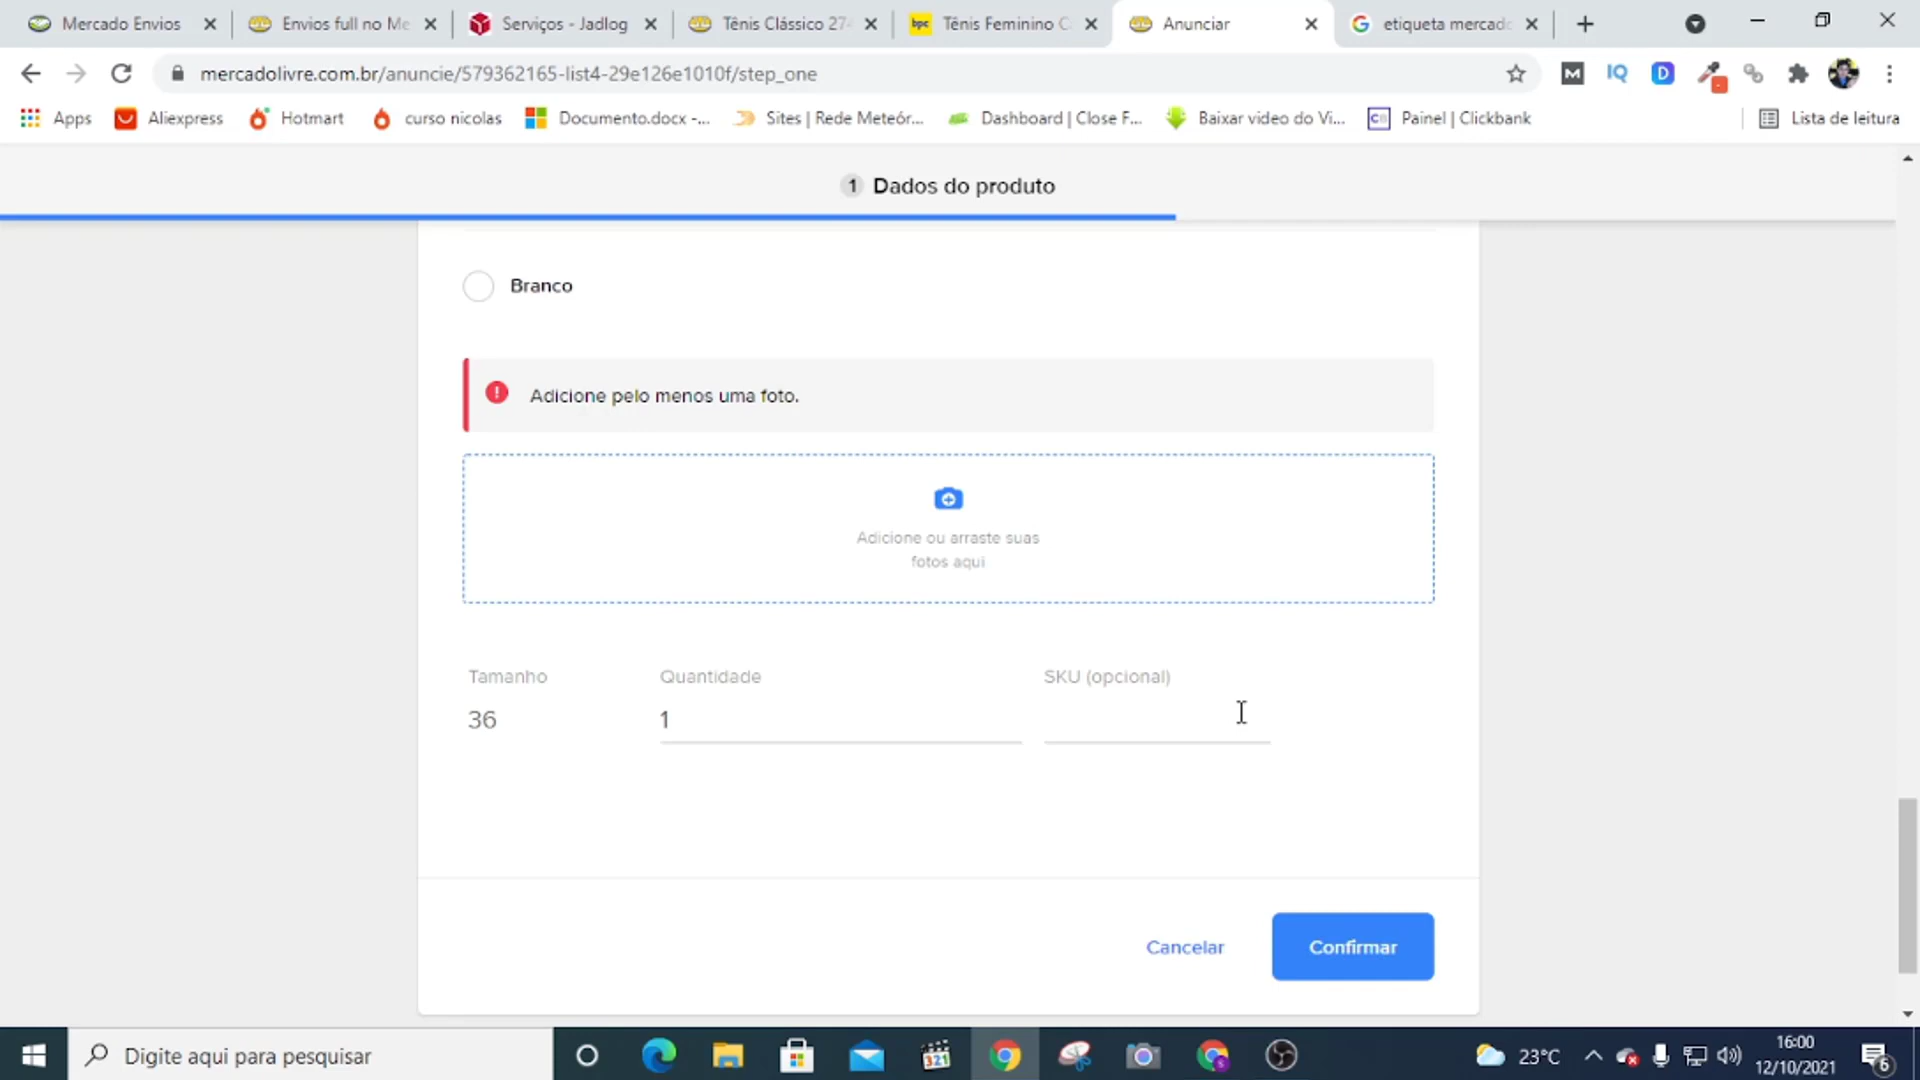 Mercado Envios
Envios full no Me
Serviços - Jadlog
Tênis Clássico 274
Tênis Feminino C
Anunciar
etiqueta mercado
mercadolivre.com.br/anuncie/579362165-list4-29e126e1010f/step_one
Apps
Aliexpress
Hotmart
curso nicolas
Documento.docx -...
Sites | Rede Meteór...
Dashboard | Close F...
Baixar video do Vi...
Painel | Clickbank
Lista de leitura
1 Dados do produto
Branco
Adicione pelo menos uma foto.
Adicione ou arraste suas
fotos aqui
Tamanho
Quantidade
SKU (opcional)
36
1
Cancelar
Confirmar
Digite aqui para pesquisar
321
23°C
16:00
12/10/2021
6